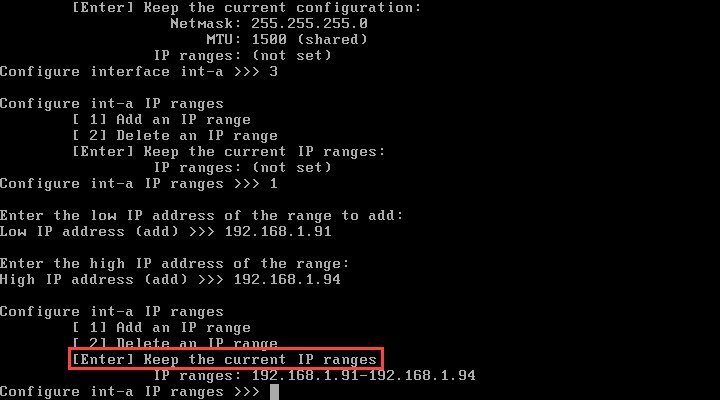 [Enter] Keep the current configuration:
Netmask: 255.255.255.0
MTU: 1500 (shared)
IP ranges: (not set)
Configure interface int-a >>> 3
Configure int-a IP ranges
[ 1] Add an IP range
[ 2] Delete an IP range
[Enter] Keep the current IP ranges:
IP ranges: (not set)
Configure int-a IP ranges >>> 1
Enter the low IP address of the range to add:
Low IP address (add) >>> 192.168.1.91
Enter the high IP address of the range:
High IP address (add) >>> 192.168.1.94
Configure int-a IP ranges
[ 1] Add an IP range
[ 2] Delete an IP range
[Enter] Keep the current IP ranges
IP ranges: 192.168.1.91-192.168.1.94
Configure int-a IP ranges >>>